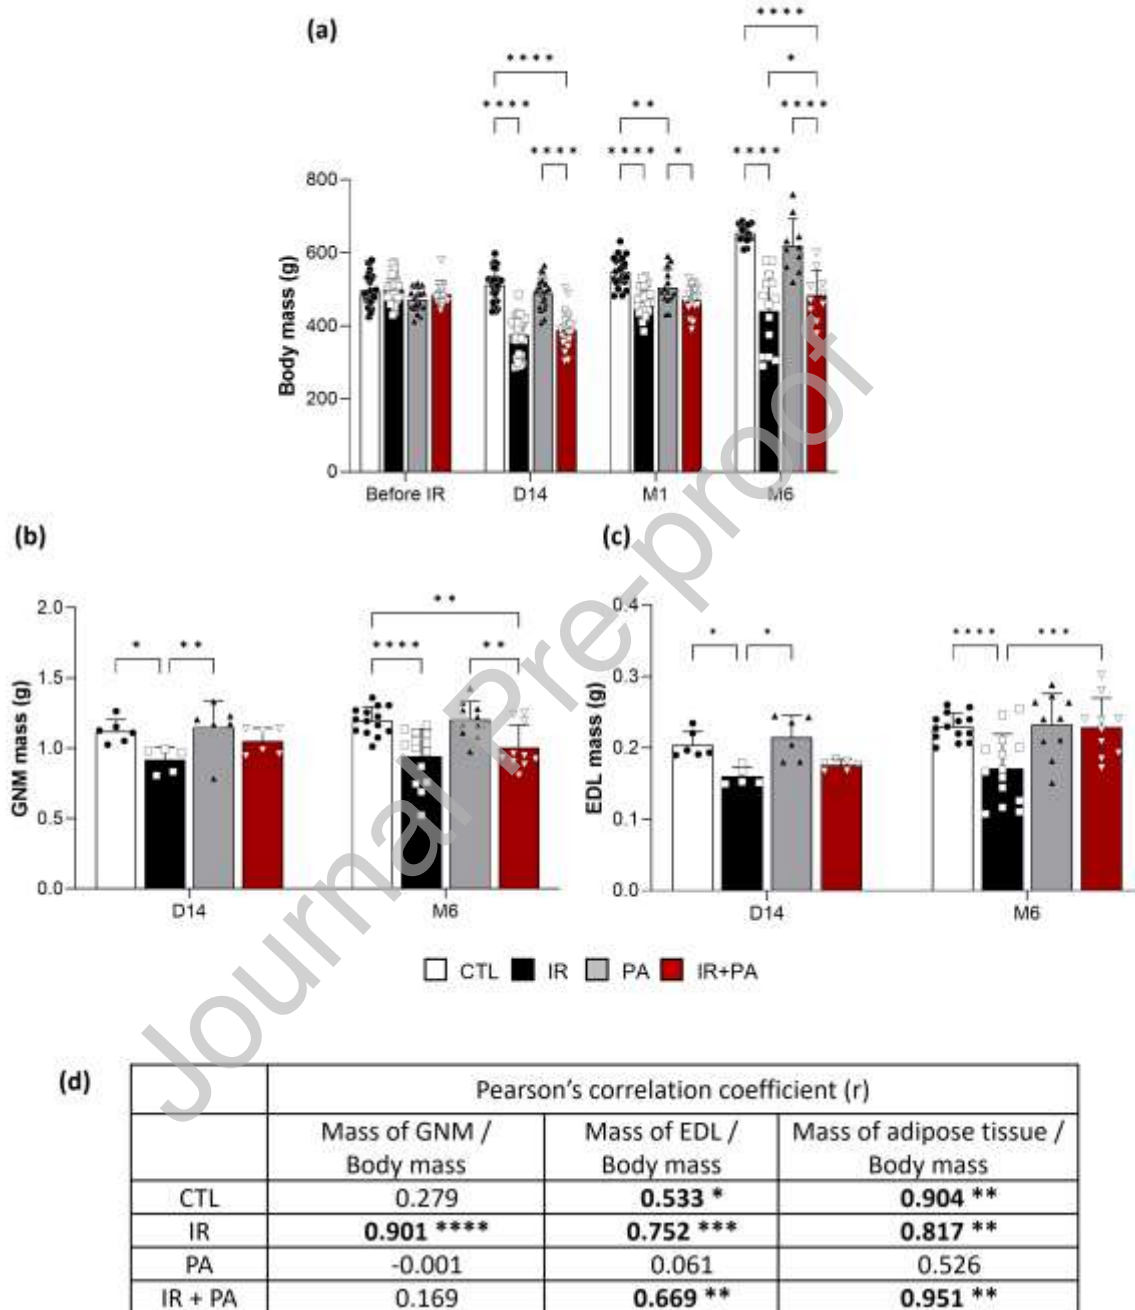 (a)
**** 
**** *
**** ** ****
**** **** * ****
800
600
400
200
0
Body mass (g)
Before IR D14 M1 M6
(b) (c)
2.0
1.5
1.0
0.5
0.0
GNM mass (g)
**
* ** **** **
D14 M6
0.4
0.3
0.2
0.1
0.0
EDL mass (g)
* * **** ***
D14 M6
CTL IR PA IR+PA
Journal Pre-proof
(d)
Pearson's correlation coefficient (r)
Mass of GNM / Mass of EDL / Mass of adipose tissue /
Body mass Body mass Body mass
CTL 0.279 0.533 * 0.904 **
IR 0.901 **** 0.752 *** 0.817 **
PA -0.001 0.061 0.526
IR + PA 0.169 0.669 ** 0.951 **